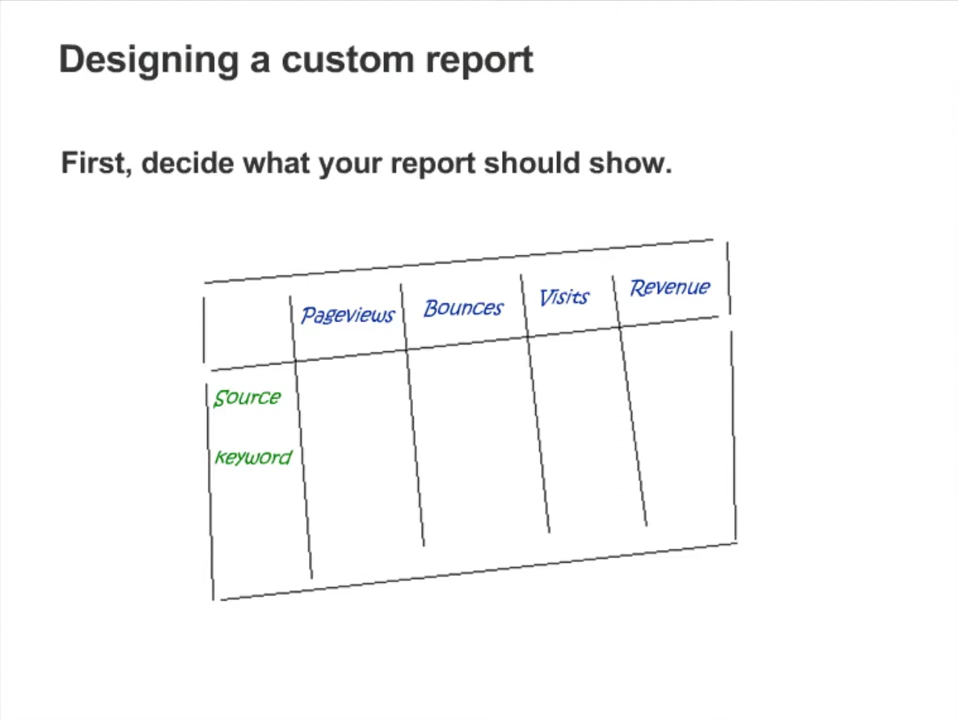 Designing a custom report
First, decide what your report should show.
Pageviews Bounces Visits Revenue
Source
keyword